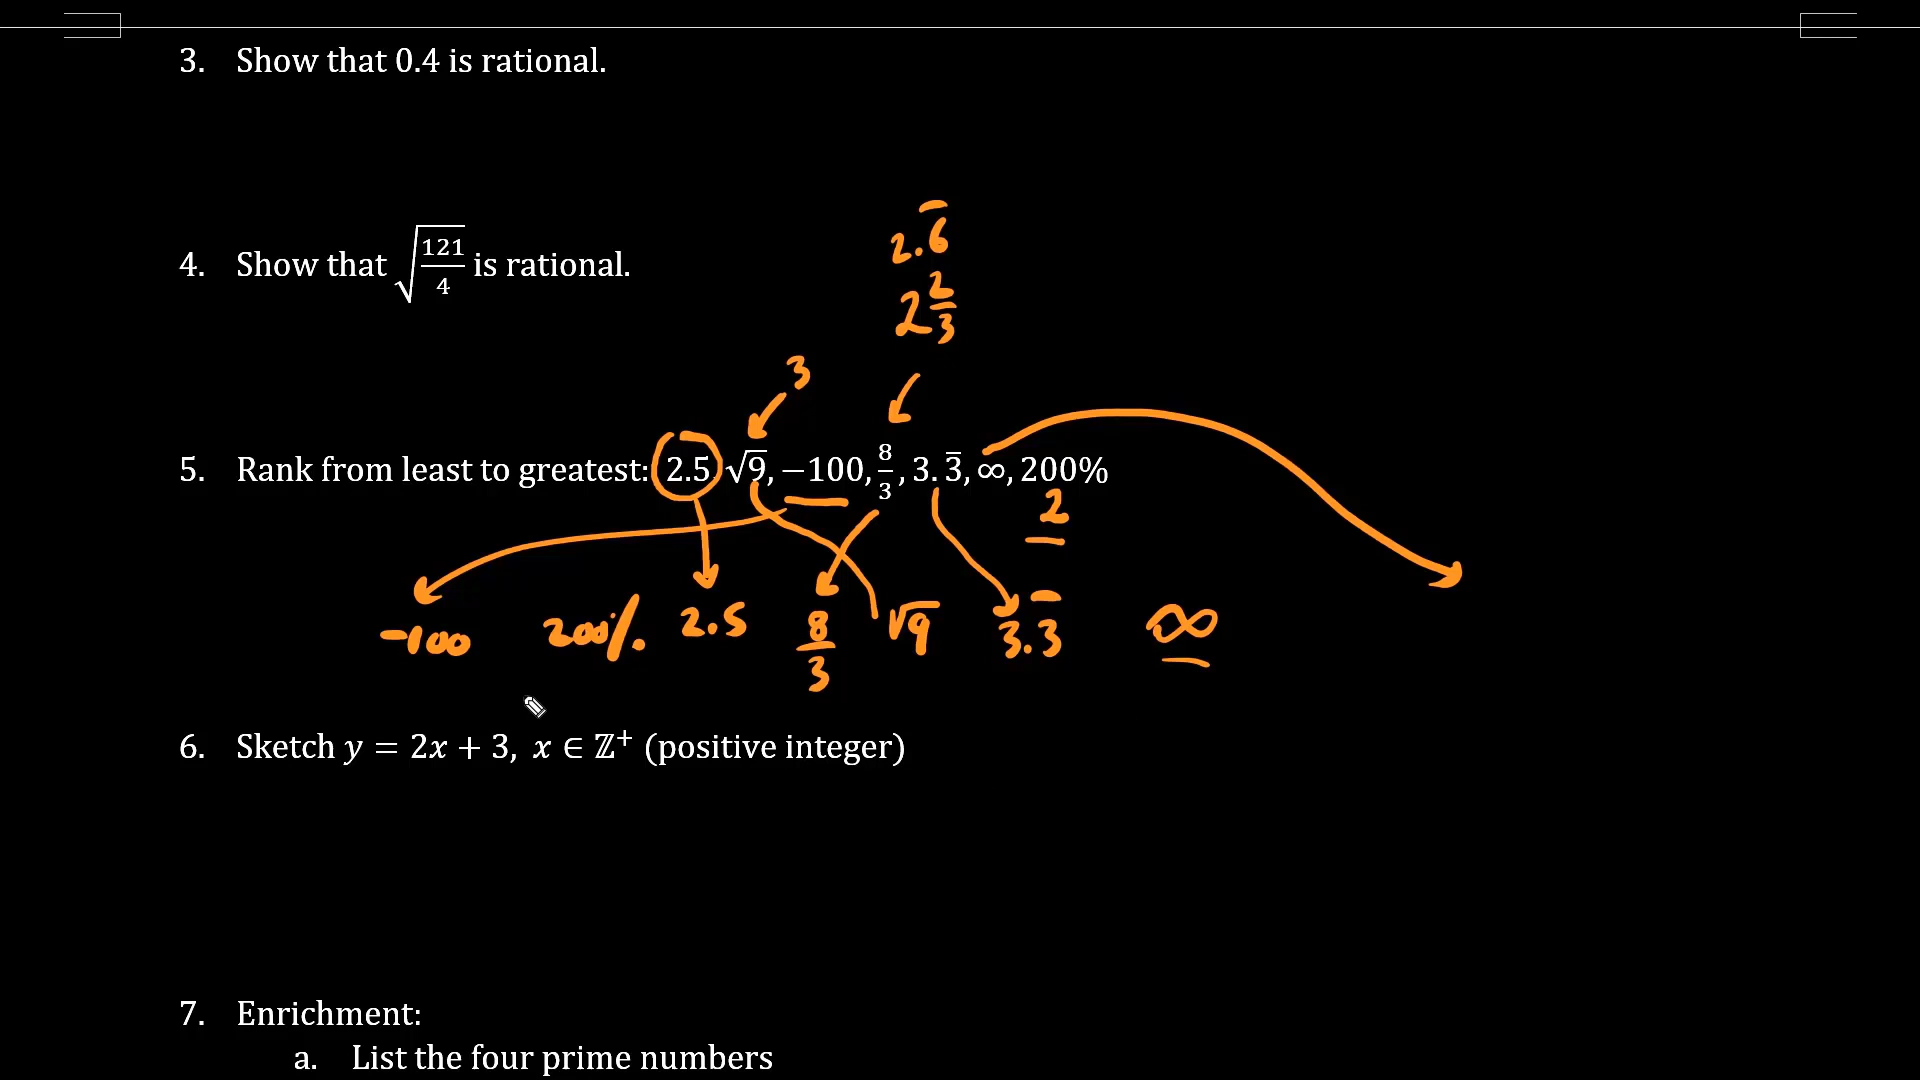 3. Show that 0.4 is rational.
2.6̅
4. Show that √(121/4) is rational.
2 2/3
3
5. Rank from least to greatest: 2.5, √9, −100, 8/3, 3.3̅, ∞, 200%
2
-100 200% 2.5 8/3 √9 3.3̅ ∞
6. Sketch y = 2x + 3, x ∈ ℤ⁺ (positive integer)
7. Enrichment:
a. List the four prime numbers